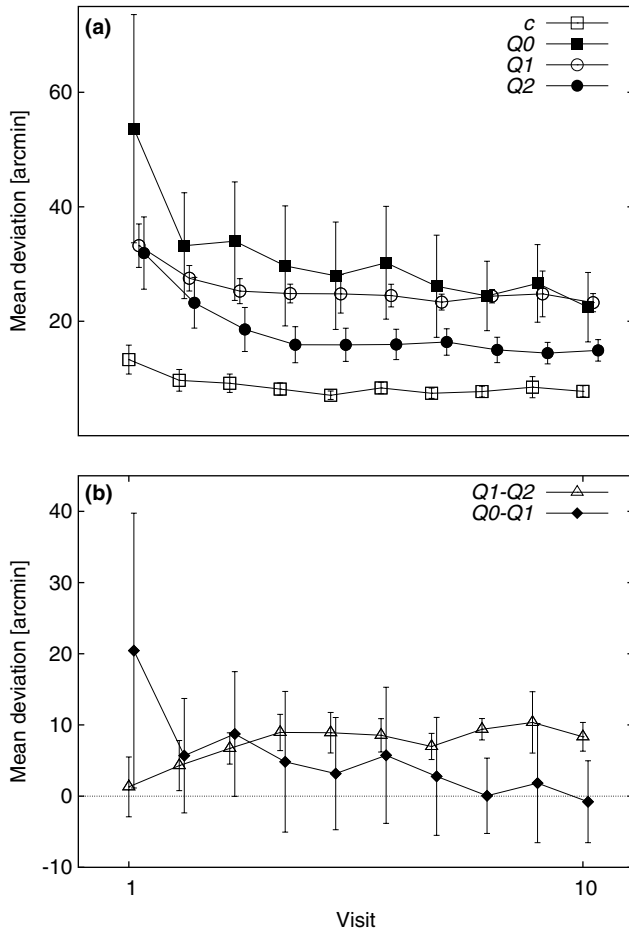 (a)
c
Q0
Q1
Q2
60
40
20
Mean deviation [arcmin]
(b)
Q1-Q2
Q0-Q1
40
30
20
10
0
-10
Mean deviation [arcmin]
1
10
Visit